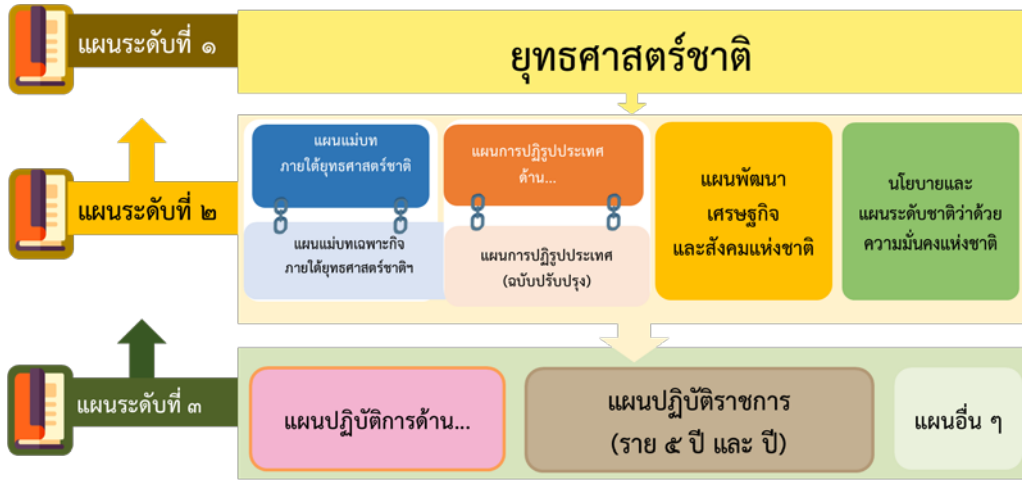 แผนระดับที่ ๑
ยุทธศาสตร์ชาติ
แผนระดับที่ ๒
แผนแม่บท
ภายใต้ยุทธศาสตร์ชาติ
แผนแม่บทเฉพาะกิจ
ภายใต้ยุทธศาสตร์ชาติฯ
แผนการปฏิรูปประเทศ
ด้าน...
แผนการปฏิรูปประเทศ
(ฉบับปรับปรุง)
แผนพัฒนา
เศรษฐกิจ
และสังคมแห่งชาติ
นโยบายและ
แผนระดับชาติว่าด้วย
ความมั่นคงแห่งชาติ
แผนระดับที่ ๓
แผนปฏิบัติการด้าน...
แผนปฏิบัติราชการ
(ราย ๕ ปี และ ปี)
แผนอื่น ๆ